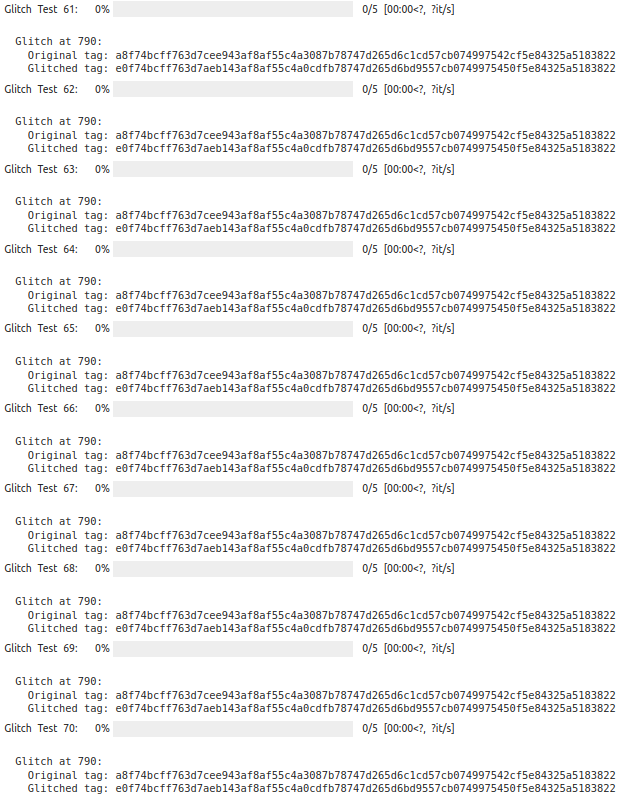 Glitch Test 61: 0% 0/5 [00:00<?, ?it/s]
Glitch at 790:
Original tag: a8f74bcff763d7cee943af8af55c4a3087b78747d265d6c1cd57cb074997542cf5e84325a5183822
Glitched tag: e0f74bcff763d7aeb143af8af55c4a0cdfb78747d265d6bd9557cb0749975450f5e84325a5183822
Glitch Test 62: 0% 0/5 [00:00<?, ?it/s]
Glitch at 790:
Original tag: a8f74bcff763d7cee943af8af55c4a3087b78747d265d6c1cd57cb074997542cf5e84325a5183822
Glitched tag: e0f74bcff763d7aeb143af8af55c4a0cdfb78747d265d6bd9557cb0749975450f5e84325a5183822
Glitch Test 63: 0% 0/5 [00:00<?, ?it/s]
Glitch at 790:
Original tag: a8f74bcff763d7cee943af8af55c4a3087b78747d265d6c1cd57cb074997542cf5e84325a5183822
Glitched tag: e0f74bcff763d7aeb143af8af55c4a0cdfb78747d265d6bd9557cb0749975450f5e84325a5183822
Glitch Test 64: 0% 0/5 [00:00<?, ?it/s]
Glitch at 790:
Original tag: a8f74bcff763d7cee943af8af55c4a3087b78747d265d6c1cd57cb074997542cf5e84325a5183822
Glitched tag: e0f74bcff763d7aeb143af8af55c4a0cdfb78747d265d6bd9557cb0749975450f5e84325a5183822
Glitch Test 65: 0% 0/5 [00:00<?, ?it/s]
Glitch at 790:
Original tag: a8f74bcff763d7cee943af8af55c4a3087b78747d265d6c1cd57cb074997542cf5e84325a5183822
Glitched tag: e0f74bcff763d7aeb143af8af55c4a0cdfb78747d265d6bd9557cb0749975450f5e84325a5183822
Glitch Test 66: 0% 0/5 [00:00<?, ?it/s]
Glitch at 790:
Original tag: a8f74bcff763d7cee943af8af55c4a3087b78747d265d6c1cd57cb074997542cf5e84325a5183822
Glitched tag: e0f74bcff763d7aeb143af8af55c4a0cdfb78747d265d6bd9557cb0749975450f5e84325a5183822
Glitch Test 67: 0% 0/5 [00:00<?, ?it/s]
Glitch at 790:
Original tag: a8f74bcff763d7cee943af8af55c4a3087b78747d265d6c1cd57cb074997542cf5e84325a5183822
Glitched tag: e0f74bcff763d7aeb143af8af55c4a0cdfb78747d265d6bd9557cb0749975450f5e84325a5183822
Glitch Test 68: 0% 0/5 [00:00<?, ?it/s]
Glitch at 790:
Original tag: a8f74bcff763d7cee943af8af55c4a3087b78747d265d6c1cd57cb074997542cf5e84325a5183822
Glitched tag: e0f74bcff763d7aeb143af8af55c4a0cdfb78747d265d6bd9557cb0749975450f5e84325a5183822
Glitch Test 69: 0% 0/5 [00:00<?, ?it/s]
Glitch at 790:
Original tag: a8f74bcff763d7cee943af8af55c4a3087b78747d265d6c1cd57cb074997542cf5e84325a5183822
Glitched tag: e0f74bcff763d7aeb143af8af55c4a0cdfb78747d265d6bd9557cb0749975450f5e84325a5183822
Glitch Test 70: 0% 0/5 [00:00<?, ?it/s]
Glitch at 790:
Original tag: a8f74bcff763d7cee943af8af55c4a3087b78747d265d6c1cd57cb074997542cf5e84325a5183822
Glitched tag: e0f74bcff763d7aeb143af8af55c4a0cdfb78747d265d6bd9557cb0749975450f5e84325a5183822